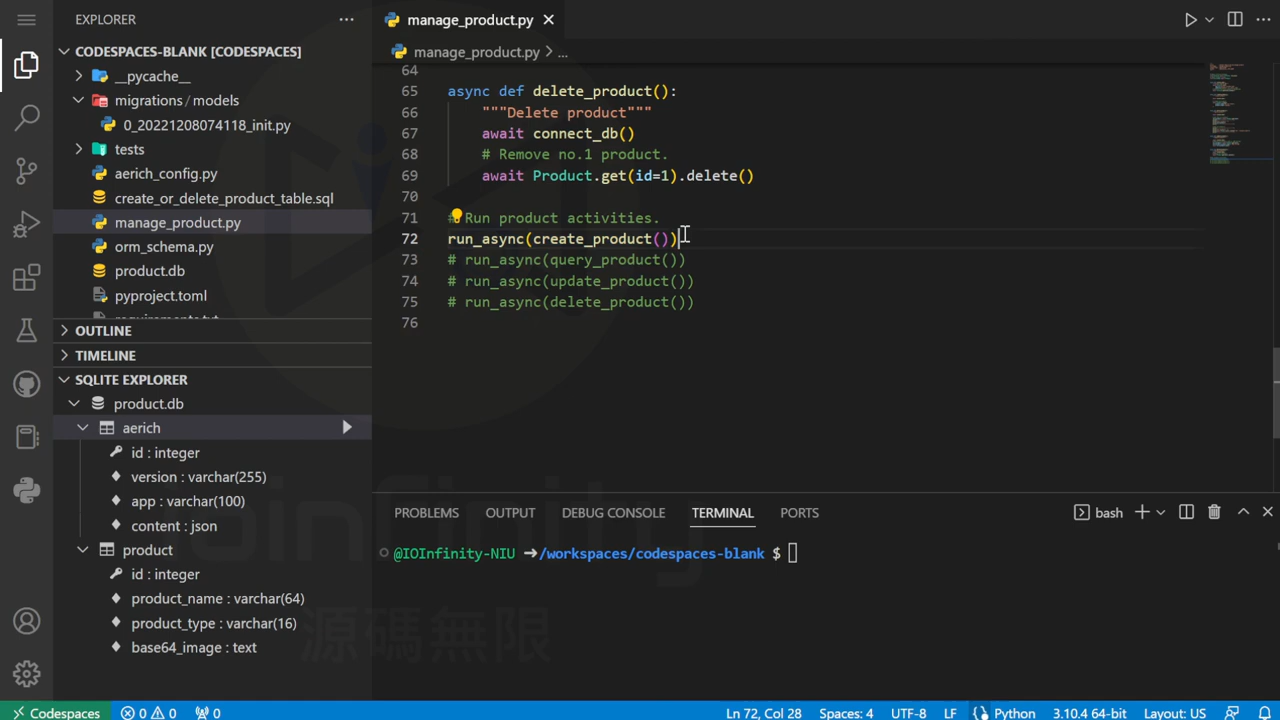 EXPLORER
manage_product.py
CODESPACES-BLANK [CODESPACES]
__pycache__
migrations / models
0_20221208074118_init.py
tests
aerich_config.py
create_or_delete_product_table.sql
manage_product.py
orm_schema.py
product.db
pyproject.toml
OUTLINE
TIMELINE
SQLITE EXPLORER
product.db
aerich
id : integer
version : varchar(255)
app : varchar(100)
content : json
product
id : integer
product_name : varchar(64)
product_type : varchar(16)
base64_image : text
manage_product.py > ...
64
65 async def delete_product():
66 """Delete product"""
67 await connect_db()
68 # Remove no.1 product.
69 await Product.get(id=1).delete()
70
71 # Run product activities.
72 run_async(create_product())
73 # run_async(query_product())
74 # run_async(update_product())
75 # run_async(delete_product())
76
PROBLEMS OUTPUT DEBUG CONSOLE TERMINAL PORTS
bash
@IOInfinity-NIU ➜/workspaces/codespaces-blank $
ioinfinity
源碼無限
Codespaces 0 0 0 Ln 72, Col 28 Spaces: 4 UTF-8 LF Python 3.10.4 64-bit Layout: US